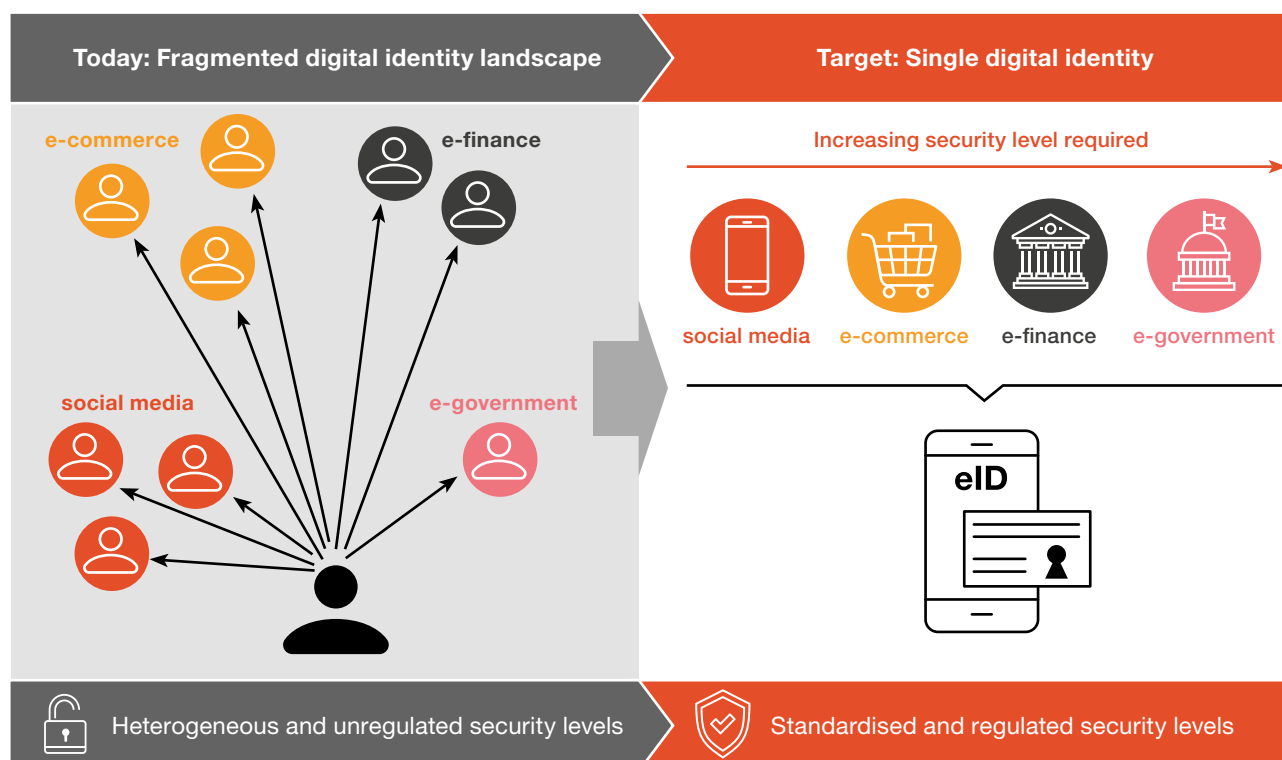 Today: Fragmented digital identity landscape
Target: Single digital identity
e-commerce
e-finance
social media
e-government
Increasing security level required
social media
e-commerce
e-finance
e-government
eID
Heterogeneous and unregulated security levels
Standardised and regulated security levels